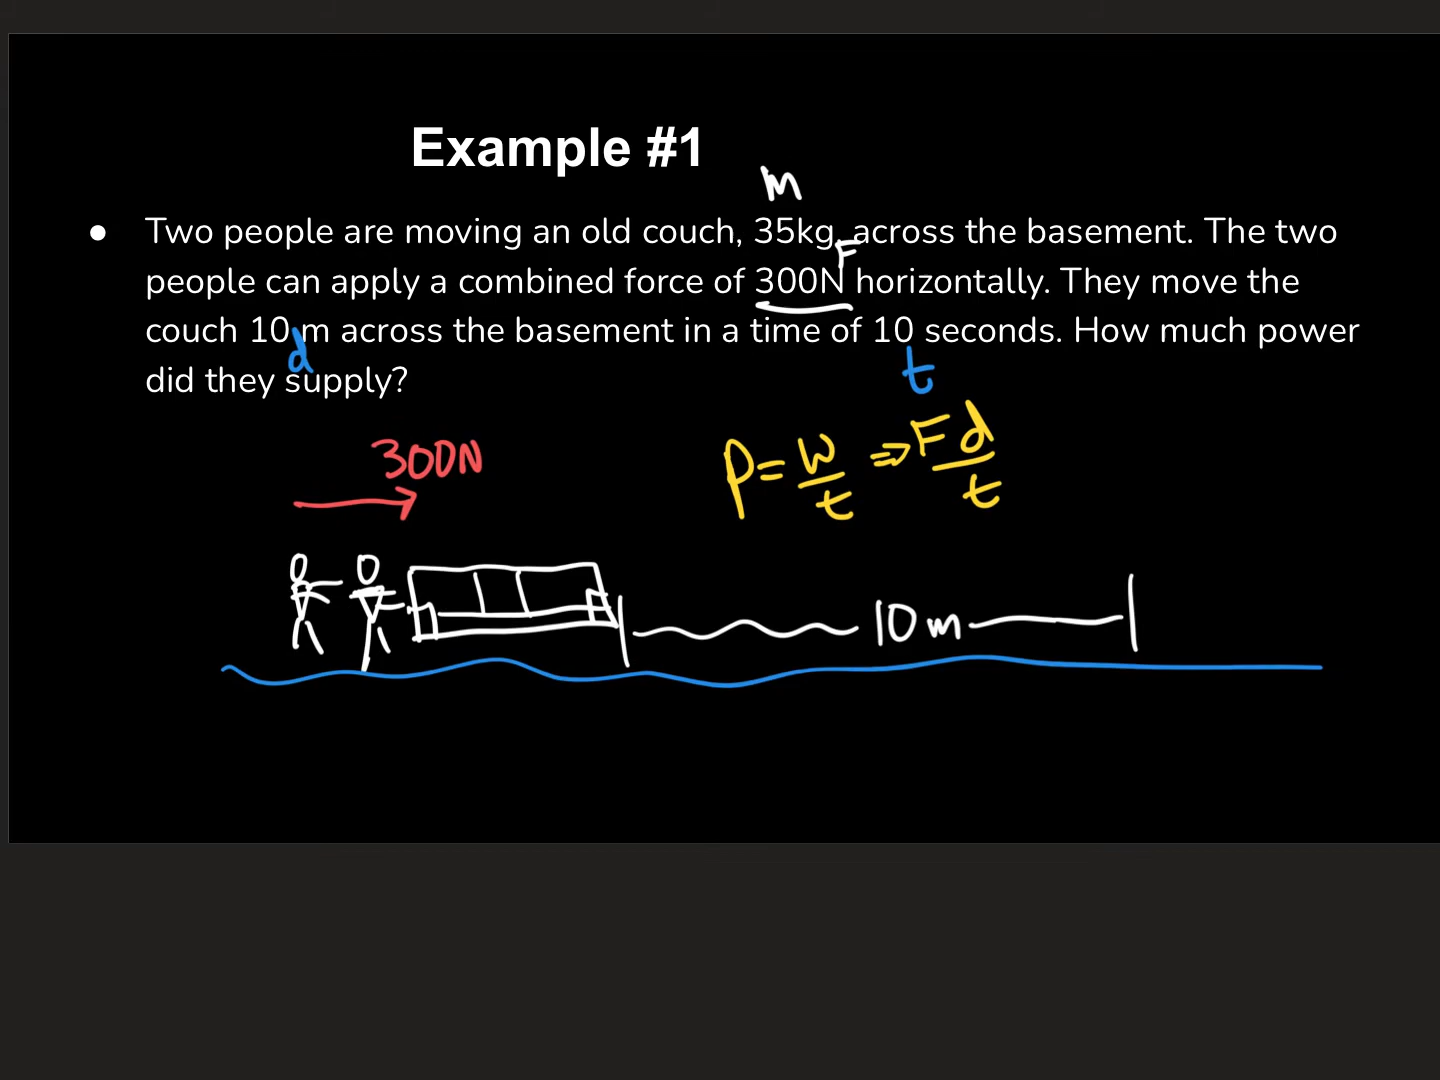 Example #1
m
● Two people are moving an old couch, 35kg, across the basement. The two
F
people can apply a combined force of 300N horizontally. They move the
couch 10 m across the basement in a time of 10 seconds. How much power
d
t
did they supply?
300N
P = W/t ⇒ Fd/t
10m